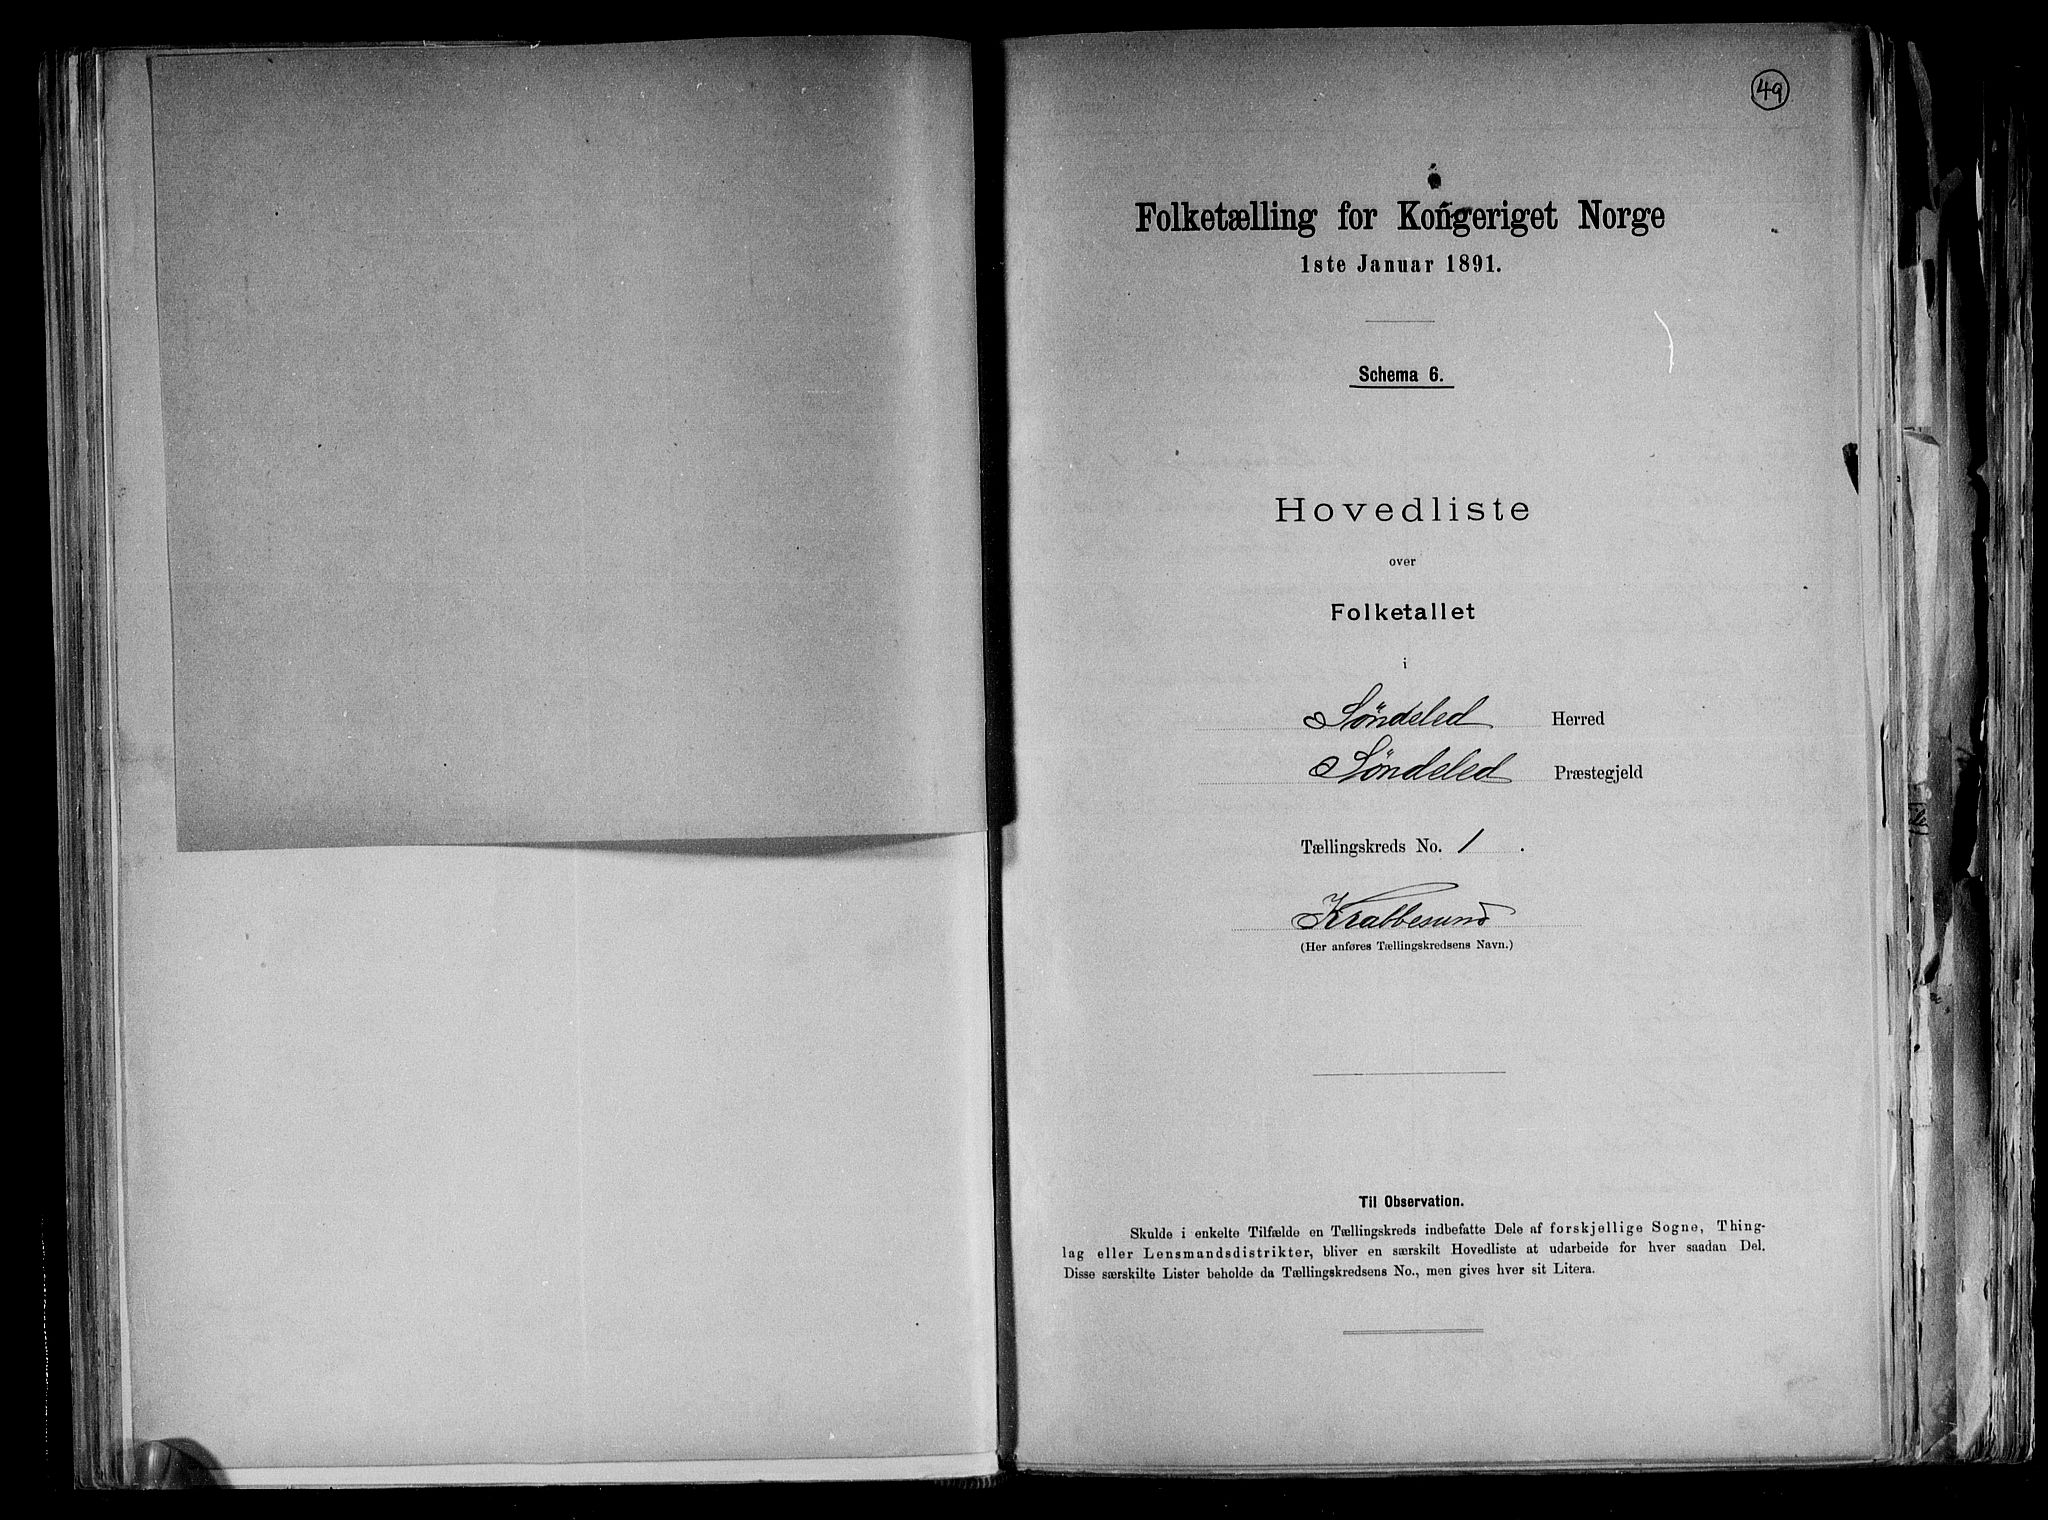 49
Folketælling for Kongeriget Norge
1ste Januar 1891.
Schema 6.
Hovedliste
over
Folketallet
i
Søndeled Herred
Søndeled Præstegjeld
Tællingskreds No. 1.
Krabbesund
(Her anføres Tællingskredsens Navn.)
Til Observation.
Skulde i enkelte Tilfælde en Tællingskreds indbefatte Dele af forskjellige Sogne, Thing-
lag eller Lensmandsdistrikter, bliver en særskilt Hovedliste at udarbeide for hver saadan Del.
Disse særskilte Lister beholde da Tællingskredsens No., men gives hver sit Litera.